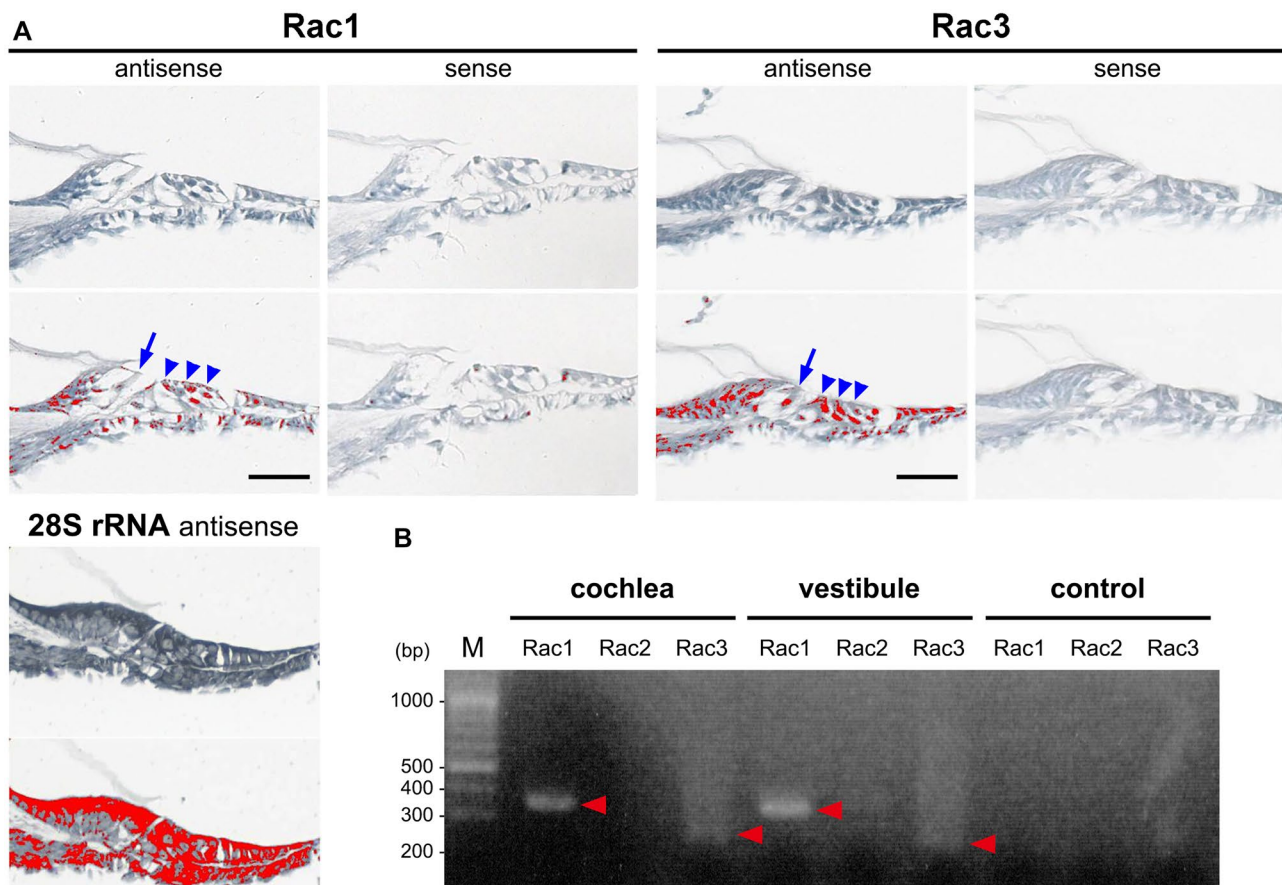 A
Rac1
Rac3
antisense
sense
antisense
sense
28S rRNA antisense
B
cochlea
vestibule
control
(bp)
M
Rac1
Rac2
Rac3
Rac1
Rac2
Rac3
Rac1
Rac2
Rac3
1000
500
400
300
200